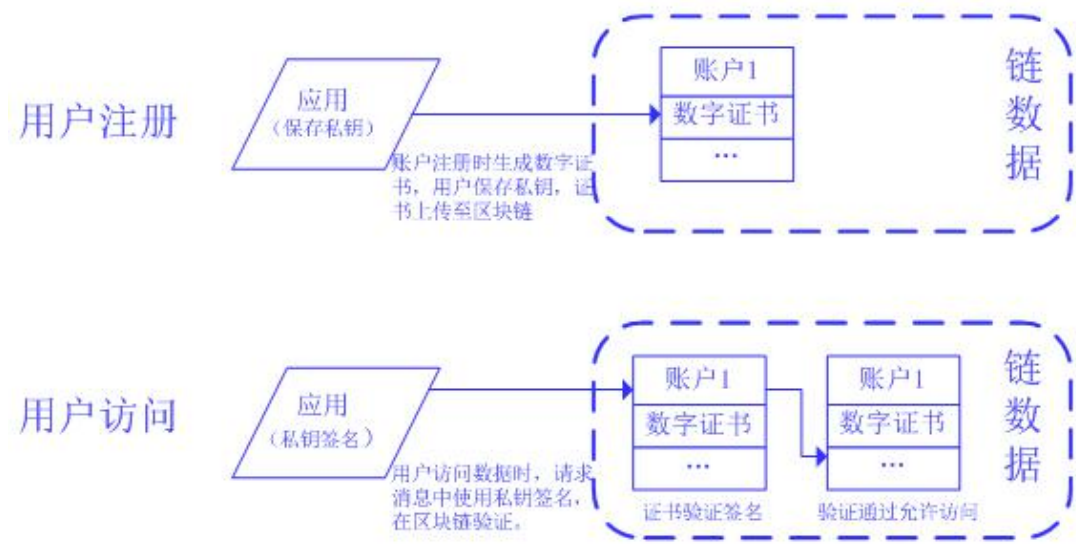 用户注册
应用
（保存私钥）
账户注册时生成数字证
书，用户保存私钥，证
书上传至区块链
账户1
数字证书
...
链
数
据
用户访问
应用
（私钥签名）
用户访问数据时，请求
消息中使用私钥签名，
在区块链验证。
账户1
数字证书
...
证书验证签名
账户1
数字证书
...
验证通过允许访问
链
数
据